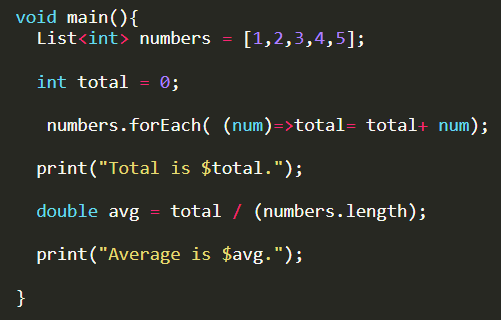 void main(){
List<int> numbers = [1,2,3,4,5];
int total = 0;
numbers.forEach( (num)=>total= total+ num);
print("Total is $total.");
double avg = total / (numbers.length);
print("Average is $avg.");
}